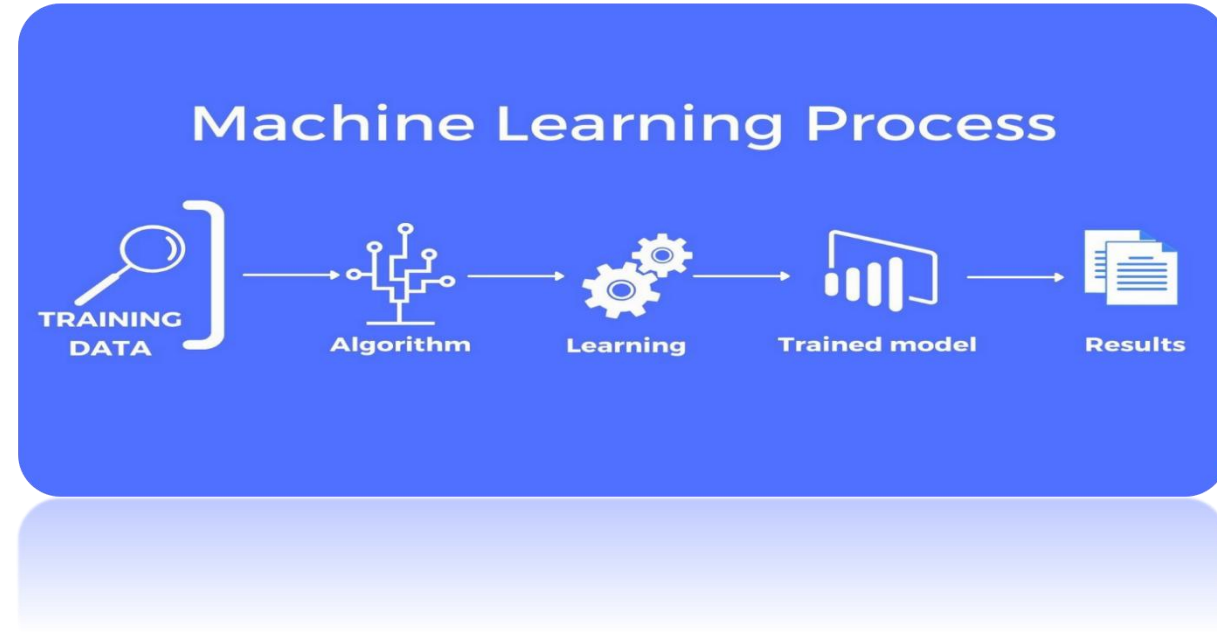 Machine Learning Process
TRAINING
DATA
Algorithm
Learning
Trained model
Results